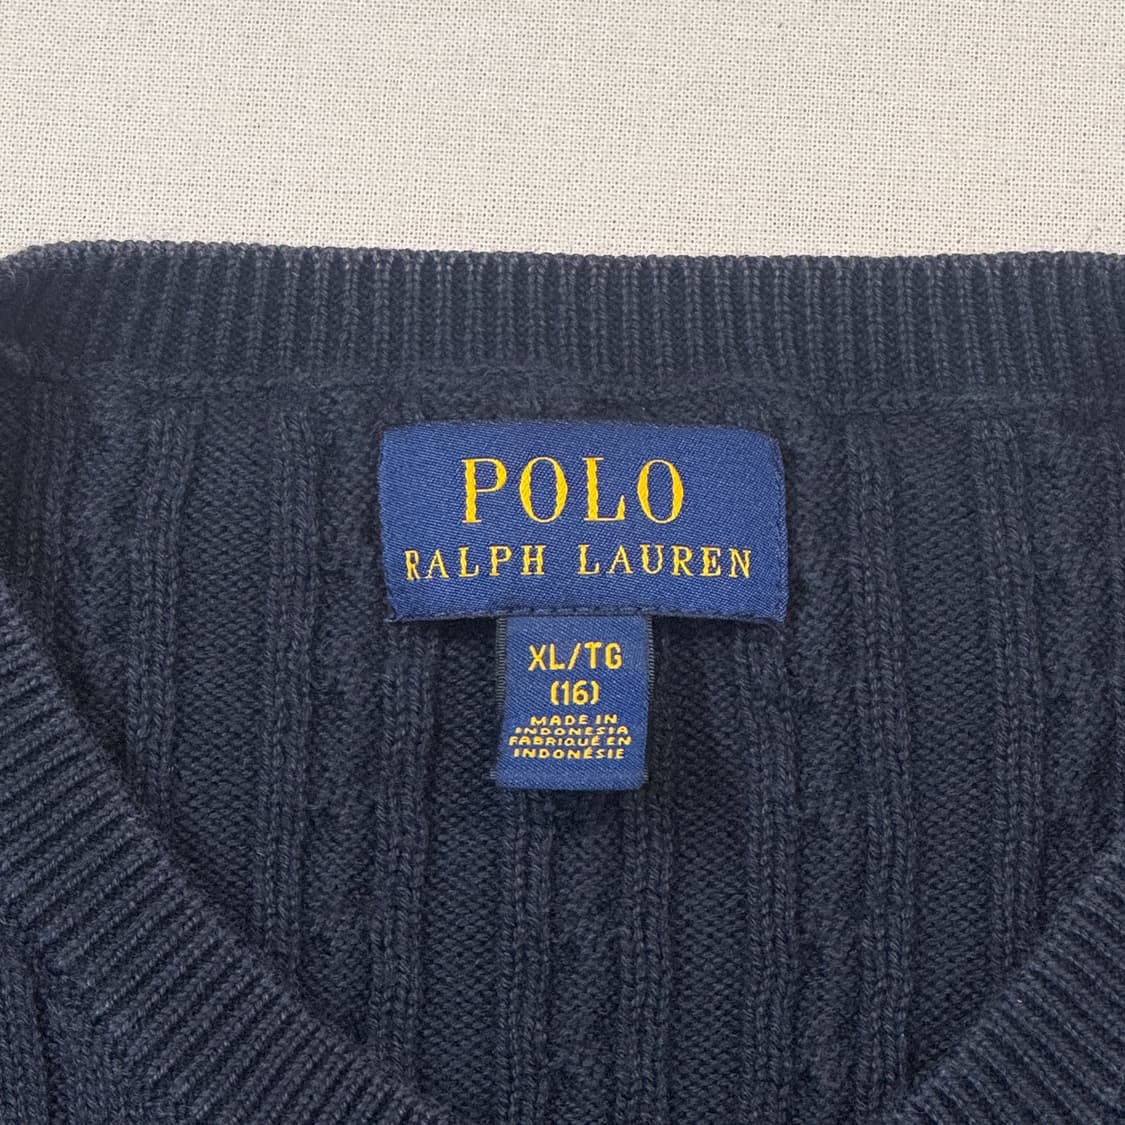 POLO
RALPH LAUREN
XL/TG
(16)
MADE IN
INDONESIA
FABRIQUÉ EN
INDONÉSIE